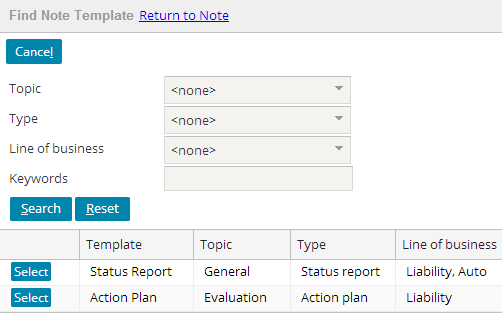 Find Note Template Return to Note
Cancel
Topic <none>
Type <none>
Line of business <none>
Keywords
Search Reset
Template Topic Type Line of business
Select Status Report General Status report Liability, Auto
Select Action Plan Evaluation Action plan Liability